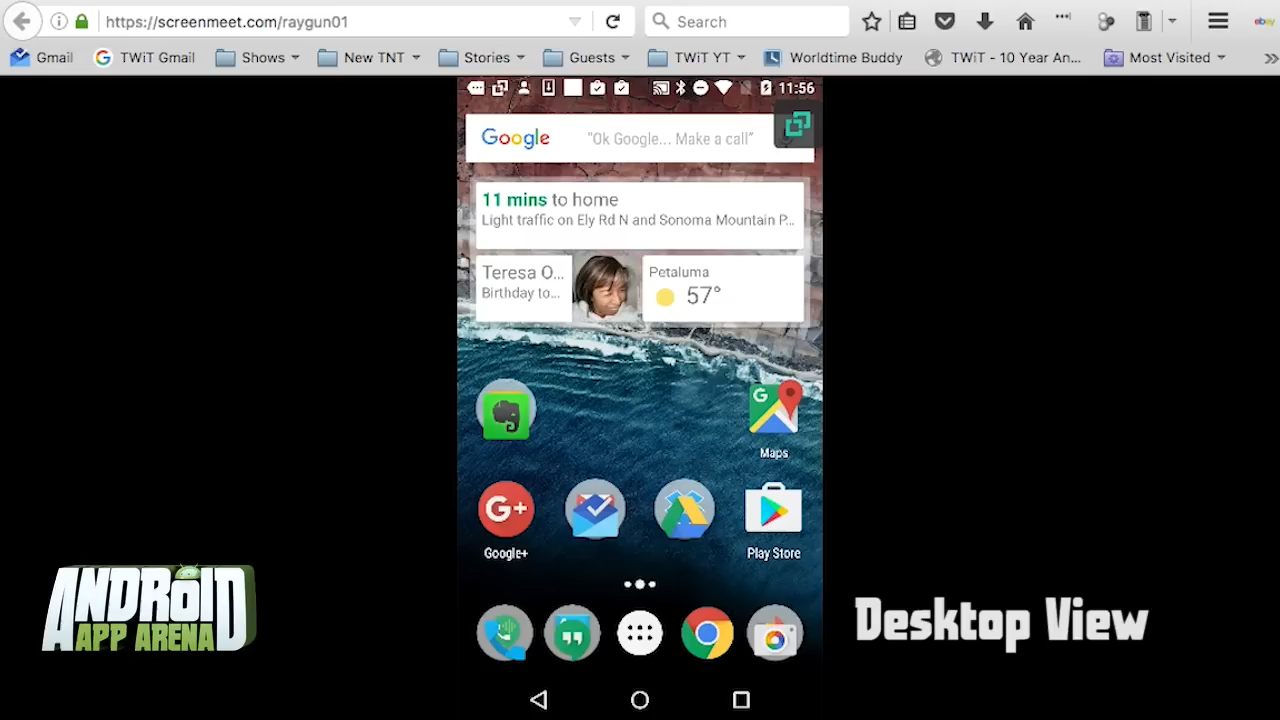 https://screenmeet.com/raygun01
Search
Gmail
TWiT Gmail
Shows
New TNT
Stories
Guests
TWiT YT
Worldtime Buddy
TWiT - 10 Year An...
Most Visited
ebay
11:56
Google
"Ok Google... Make a call"
11 mins to home
Light traffic on Ely Rd N and Sonoma Mountain P...
Teresa O...
Birthday to...
Petaluma
57°
G
Maps
G+
Google+
Play Store
ANDROID
APP ARENA
Desktop View